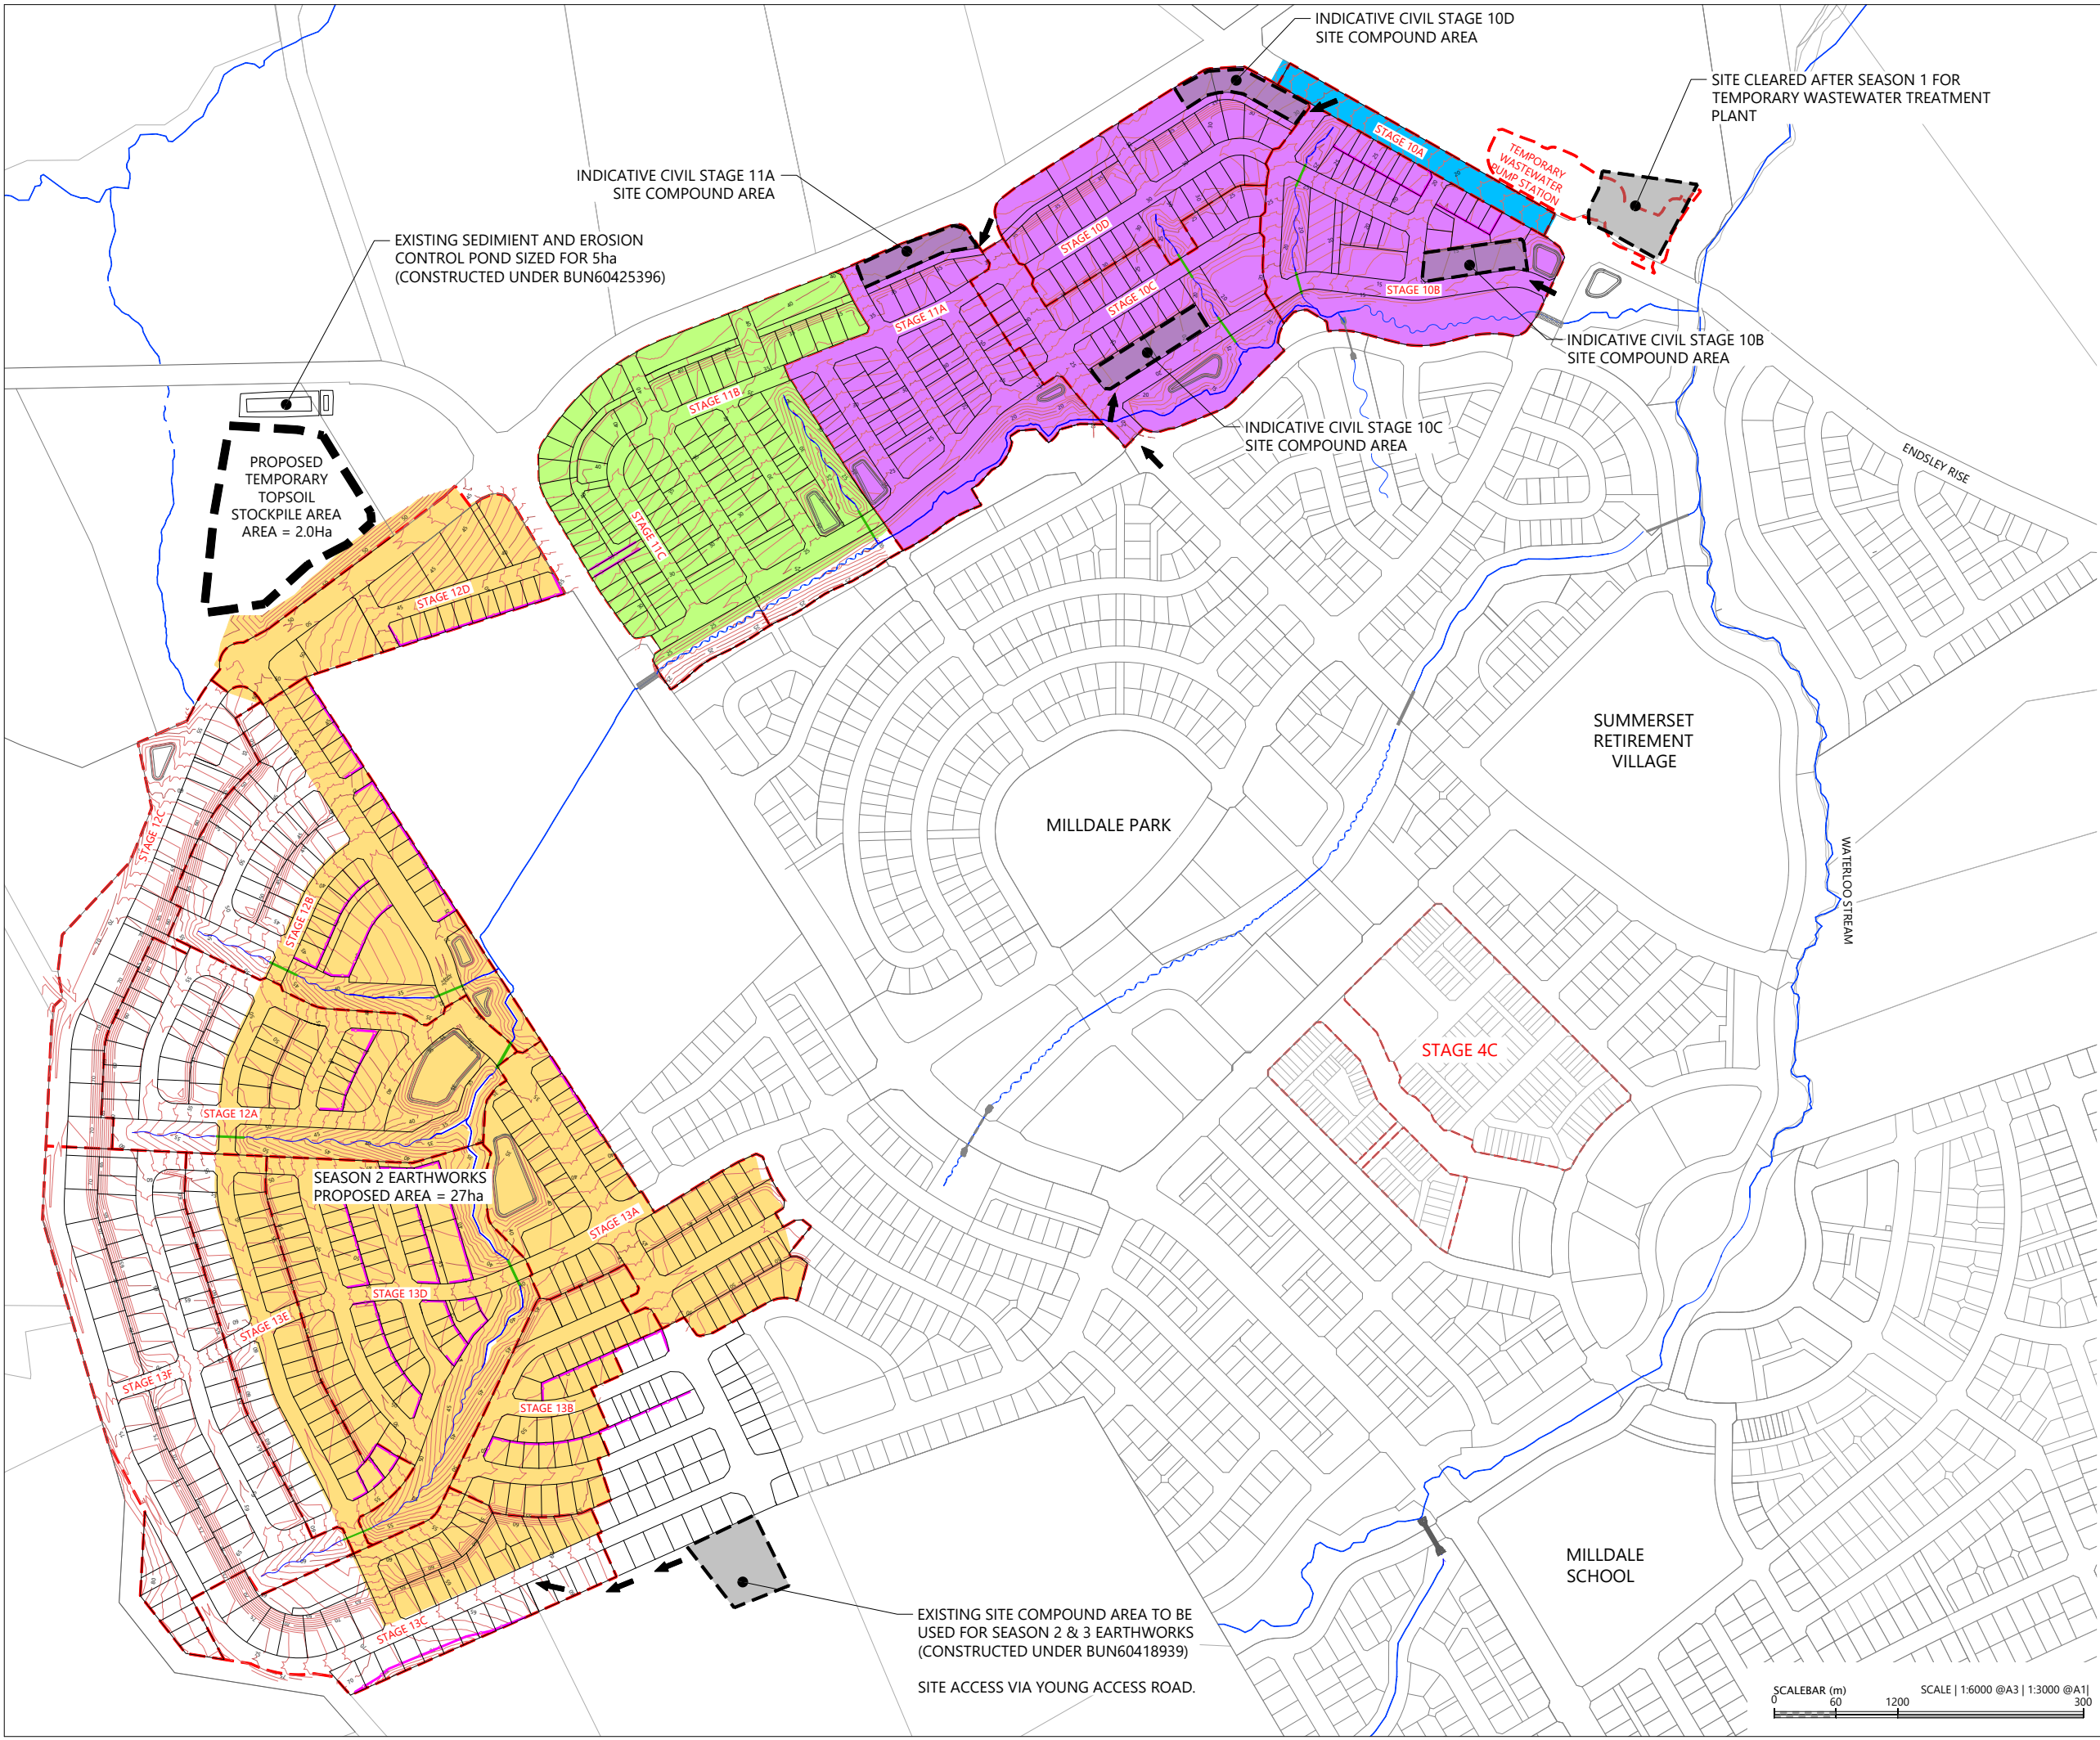 INDICATIVE CIVIL STAGE 10D
SITE COMPOUND AREA
SITE CLEARED AFTER SEASON 1 FOR
TEMPORARY WASTEWATER TREATMENT
PLANT
STAGE 10A
TEMPORARY
WASTEWATER
PUMP STATION
INDICATIVE CIVIL STAGE 11A
SITE COMPOUND AREA
EXISTING SEDIMIENT AND EROSION
CONTROL POND SIZED FOR 5ha
(CONSTRUCTED UNDER BUN60425396)
STAGE 10D
STAGE 10C
STAGE 10B
STAGE 11A
INDICATIVE CIVIL STAGE 10B
SITE COMPOUND AREA
STAGE 11B
INDICATIVE CIVIL STAGE 10C
SITE COMPOUND AREA
ENDSLEY RISE
PROPOSED
TEMPORARY
TOPSOIL
STOCKPILE AREA
AREA = 2.0Ha
STAGE 11C
STAGE 12D
SUMMERSET
RETIREMENT
VILLAGE
MILLDALE PARK
STAGE 12C
WATERLOO STREAM
STAGE 12B
STAGE 4C
STAGE 12A
SEASON 2 EARTHWORKS
PROPOSED AREA = 27ha
STAGE 13A
STAGE 13D
STAGE 13E
STAGE 13F
STAGE 13B
MILLDALE
SCHOOL
STAGE 13C
EXISTING SITE COMPOUND AREA TO BE
USED FOR SEASON 2 & 3 EARTHWORKS
(CONSTRUCTED UNDER BUN60418939)
SITE ACCESS VIA YOUNG ACCESS ROAD.
SCALEBAR (m)
SCALE | 1:6000 @A3 | 1:3000 @A1|
0 60 1200 300